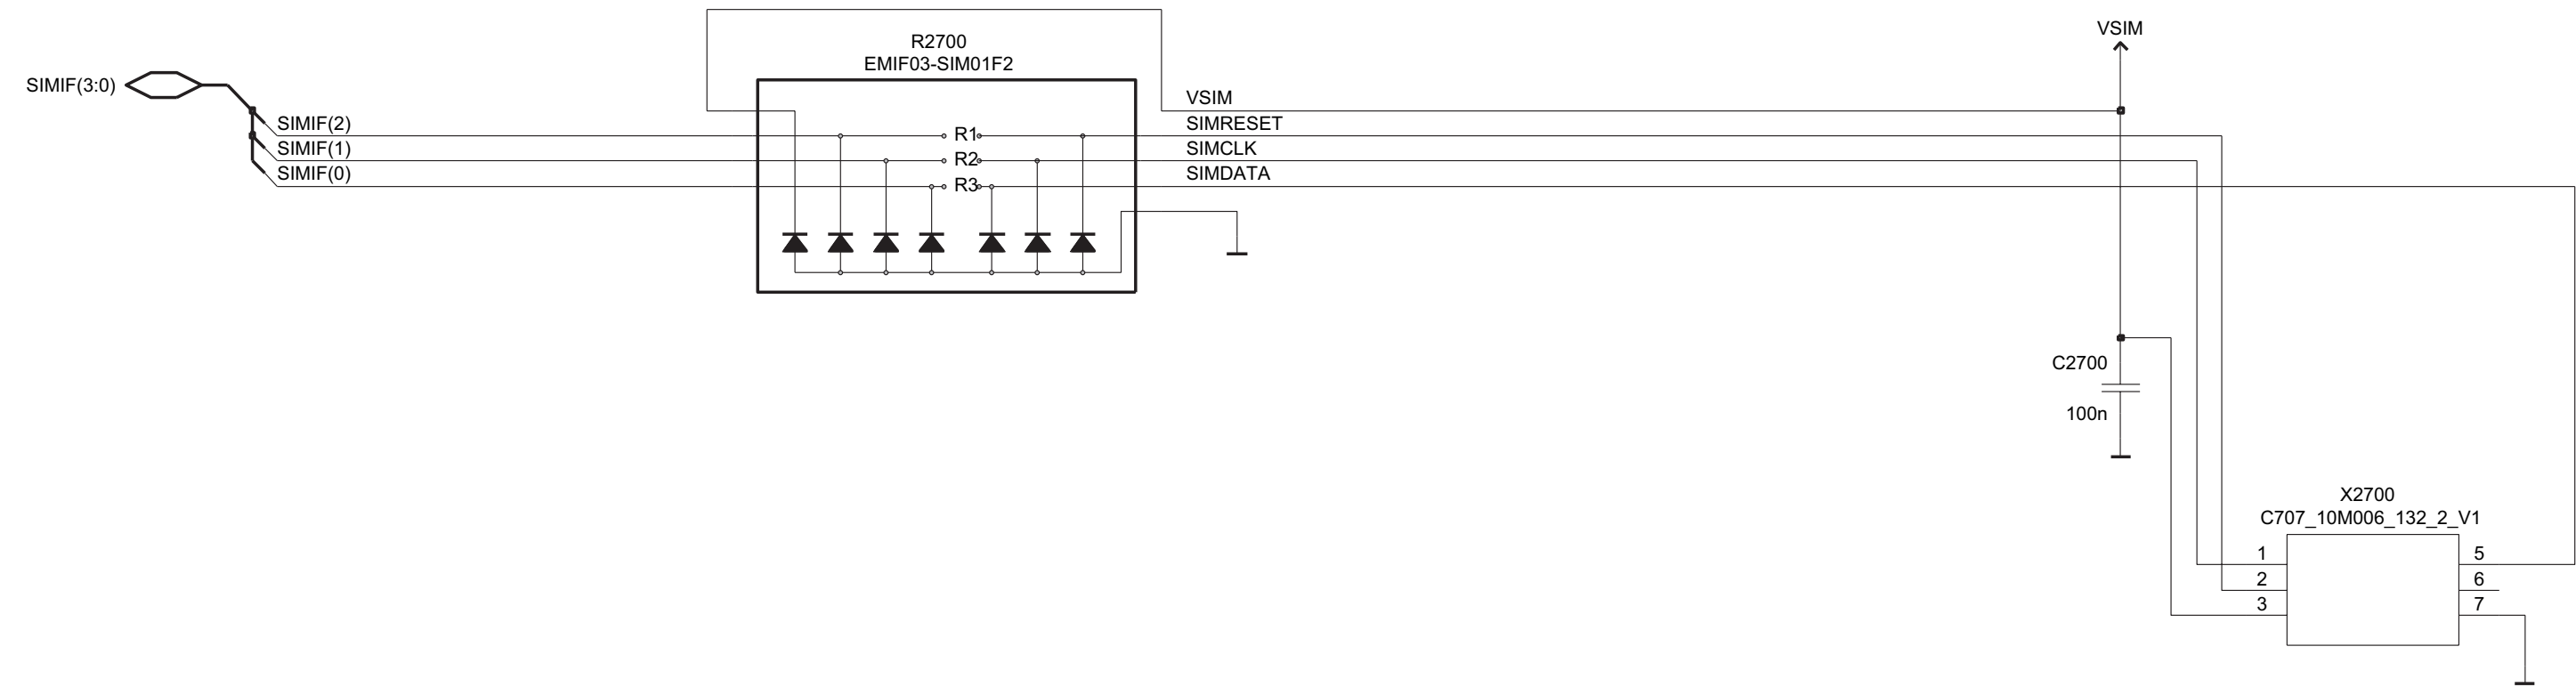 VSIM
R2700
EMIF03-SIM01F2
SIMIF(3:0)
VSIM
SIMIF(2)
R1
SIMRESET
SIMIF(1)
R2
SIMCLK
SIMIF(0)
R3
SIMDATA
C2700
100n
X2700
C707_10M006_132_2_V1
1
5
2
6
3
7